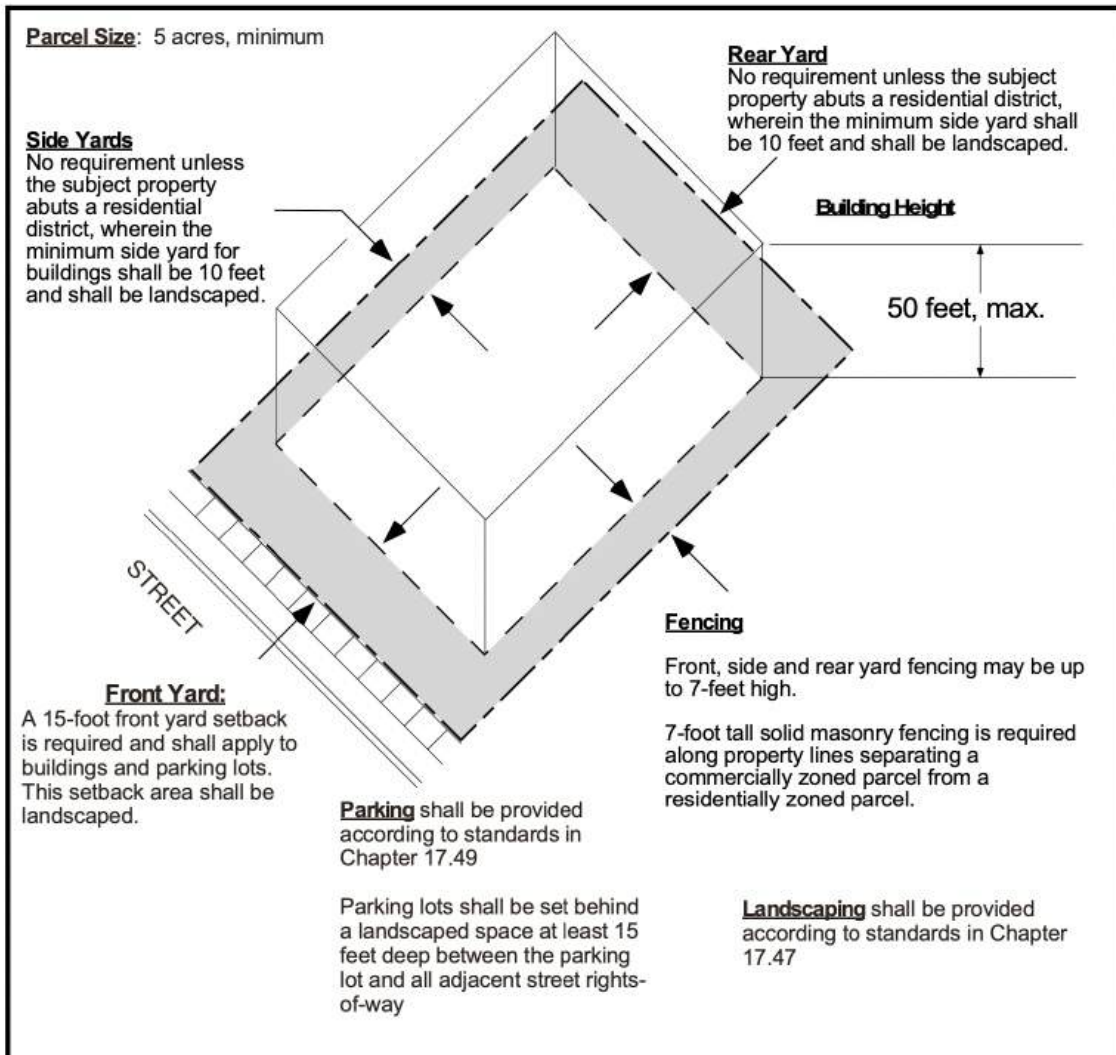 Parcel Size: 5 acres, minimum
Rear Yard
No requirement unless the subject
property abuts a residential district,
wherein the minimum side yard shall
be 10 feet and shall be landscaped.
Side Yards
No requirement unless
the subject property
abuts a residential
district, wherein the
minimum side yard for
buildings shall be 10 feet
and shall be landscaped.
Building Height
50 feet, max.
STREET
Fencing
Front, side and rear yard fencing may be up
to 7-feet high.
7-foot tall solid masonry fencing is required
along property lines separating a
commercially zoned parcel from a
residentially zoned parcel.
Front Yard:
A 15-foot front yard setback
is required and shall apply to
buildings and parking lots.
This setback area shall be
landscaped.
Parking shall be provided
according to standards in
Chapter 17.49
Parking lots shall be set behind
a landscaped space at least 15
feet deep between the parking
lot and all adjacent street rights-
of-way
Landscaping shall be provided
according to standards in Chapter
17.47